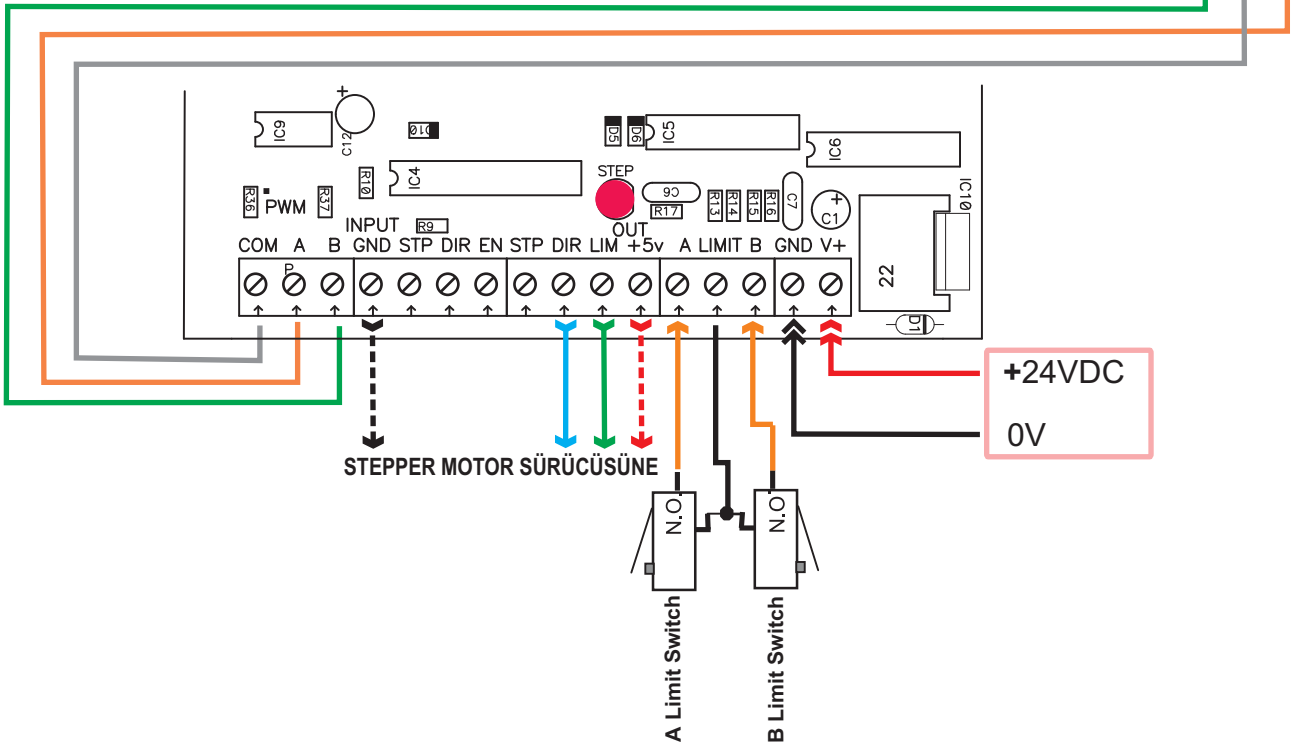 IC9
+
C12
D10
D5
D6
IC5
IC6
R10
IC4
STEP
C6
R17
R13
R14
R15
R16
C7
+
C1
IC10
R36
PWM
R37
INPUT
R9
OUT
COM A B GND STP DIR EN STP DIR LIM +5v A LIMIT B GND V+
P
22
D1
+24VDC
0V
STEPPER MOTOR SÜRÜCÜSÜNE
N.O.
N.O.
A Limit Switch
B Limit Switch